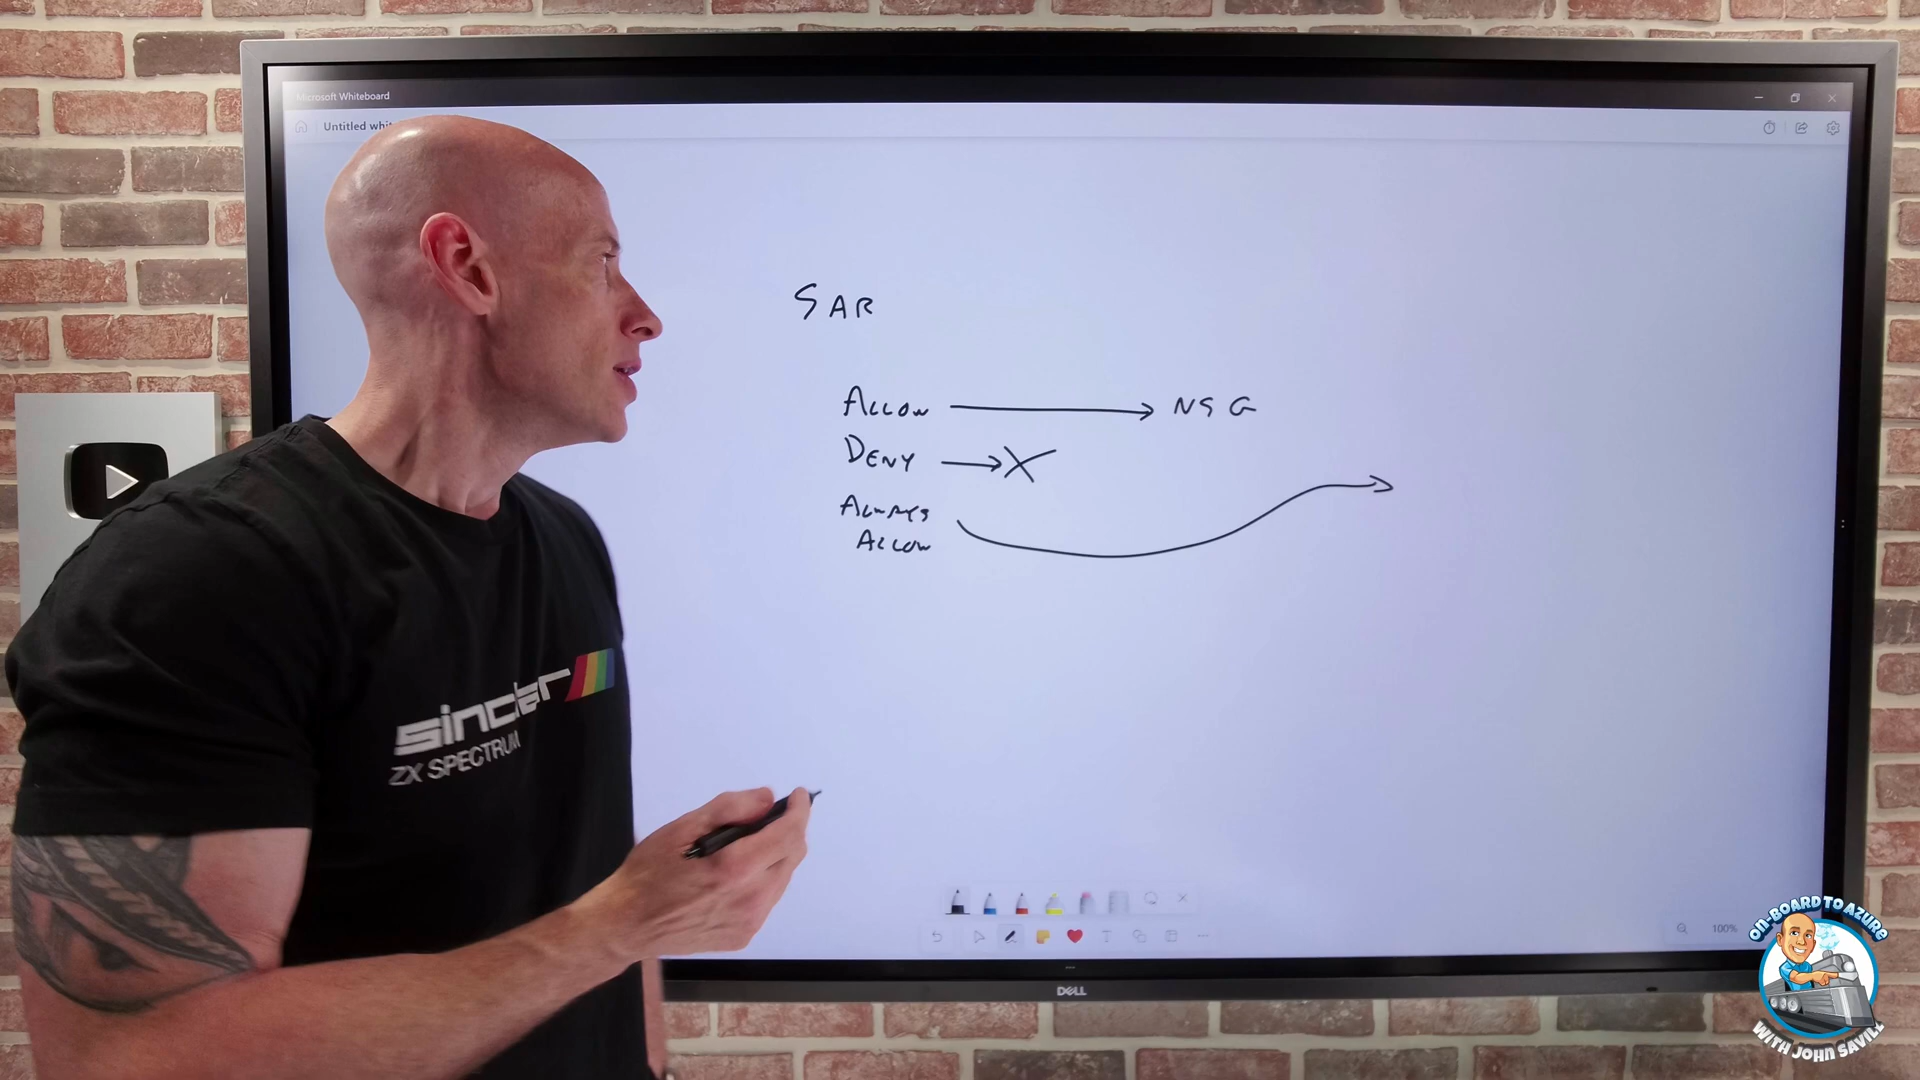 Microsoft Whiteboard
Untitled whi
SAR
ALLOW → NSG
DENY → X
ALWAYS
ALLOW
sinclair
ZX SPECTRUM
100%
DELL
ON-BOARD TO AZURE
WITH JOHN SAVILL